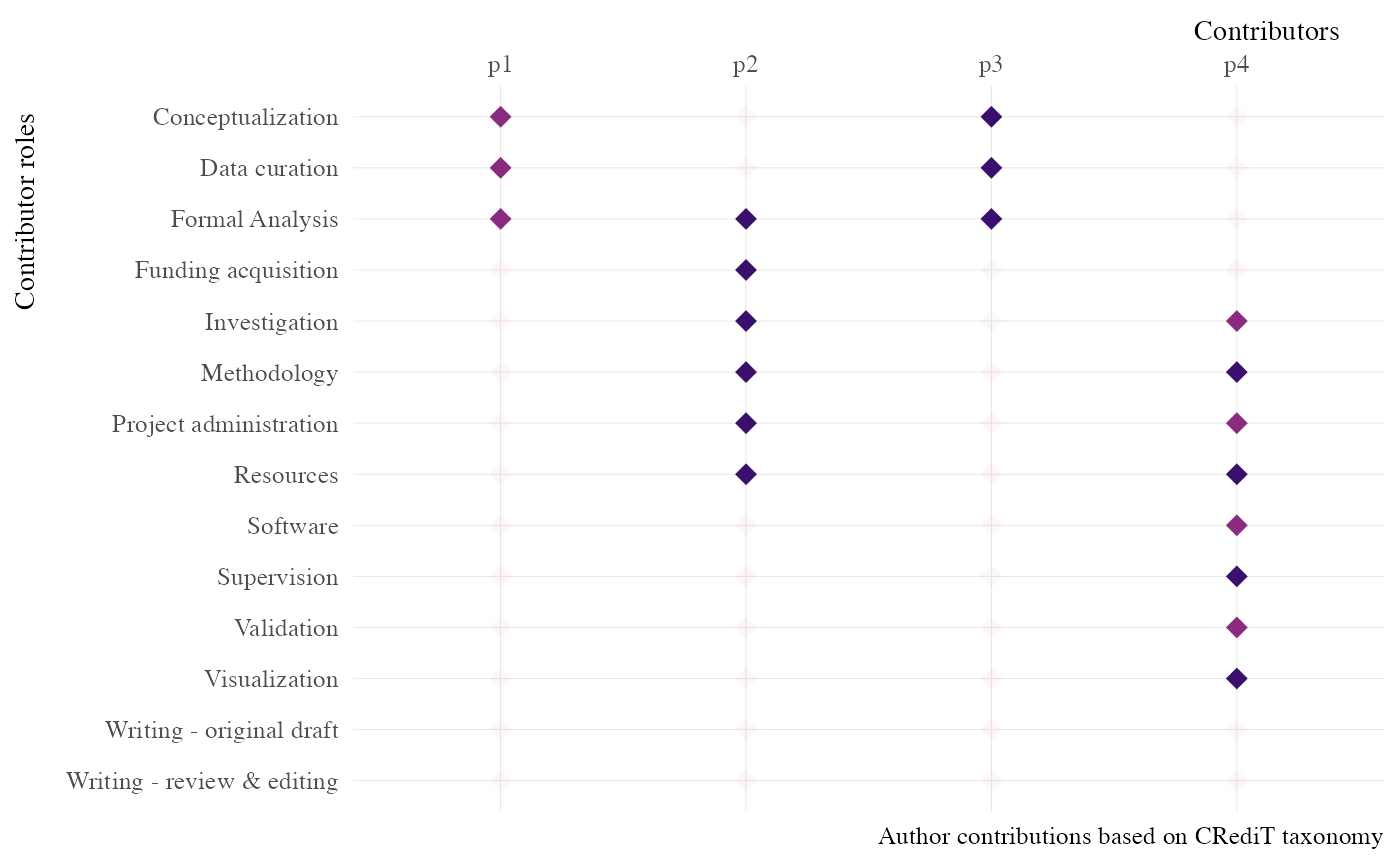 Contributors
p1 p2 p3 p4
Contributor roles
Conceptualization
Data curation
Formal Analysis
Funding acquisition
Investigation
Methodology
Project administration
Resources
Software
Supervision
Validation
Visualization
Writing - original draft
Writing - review & editing
Author contributions based on CRediT taxonomy